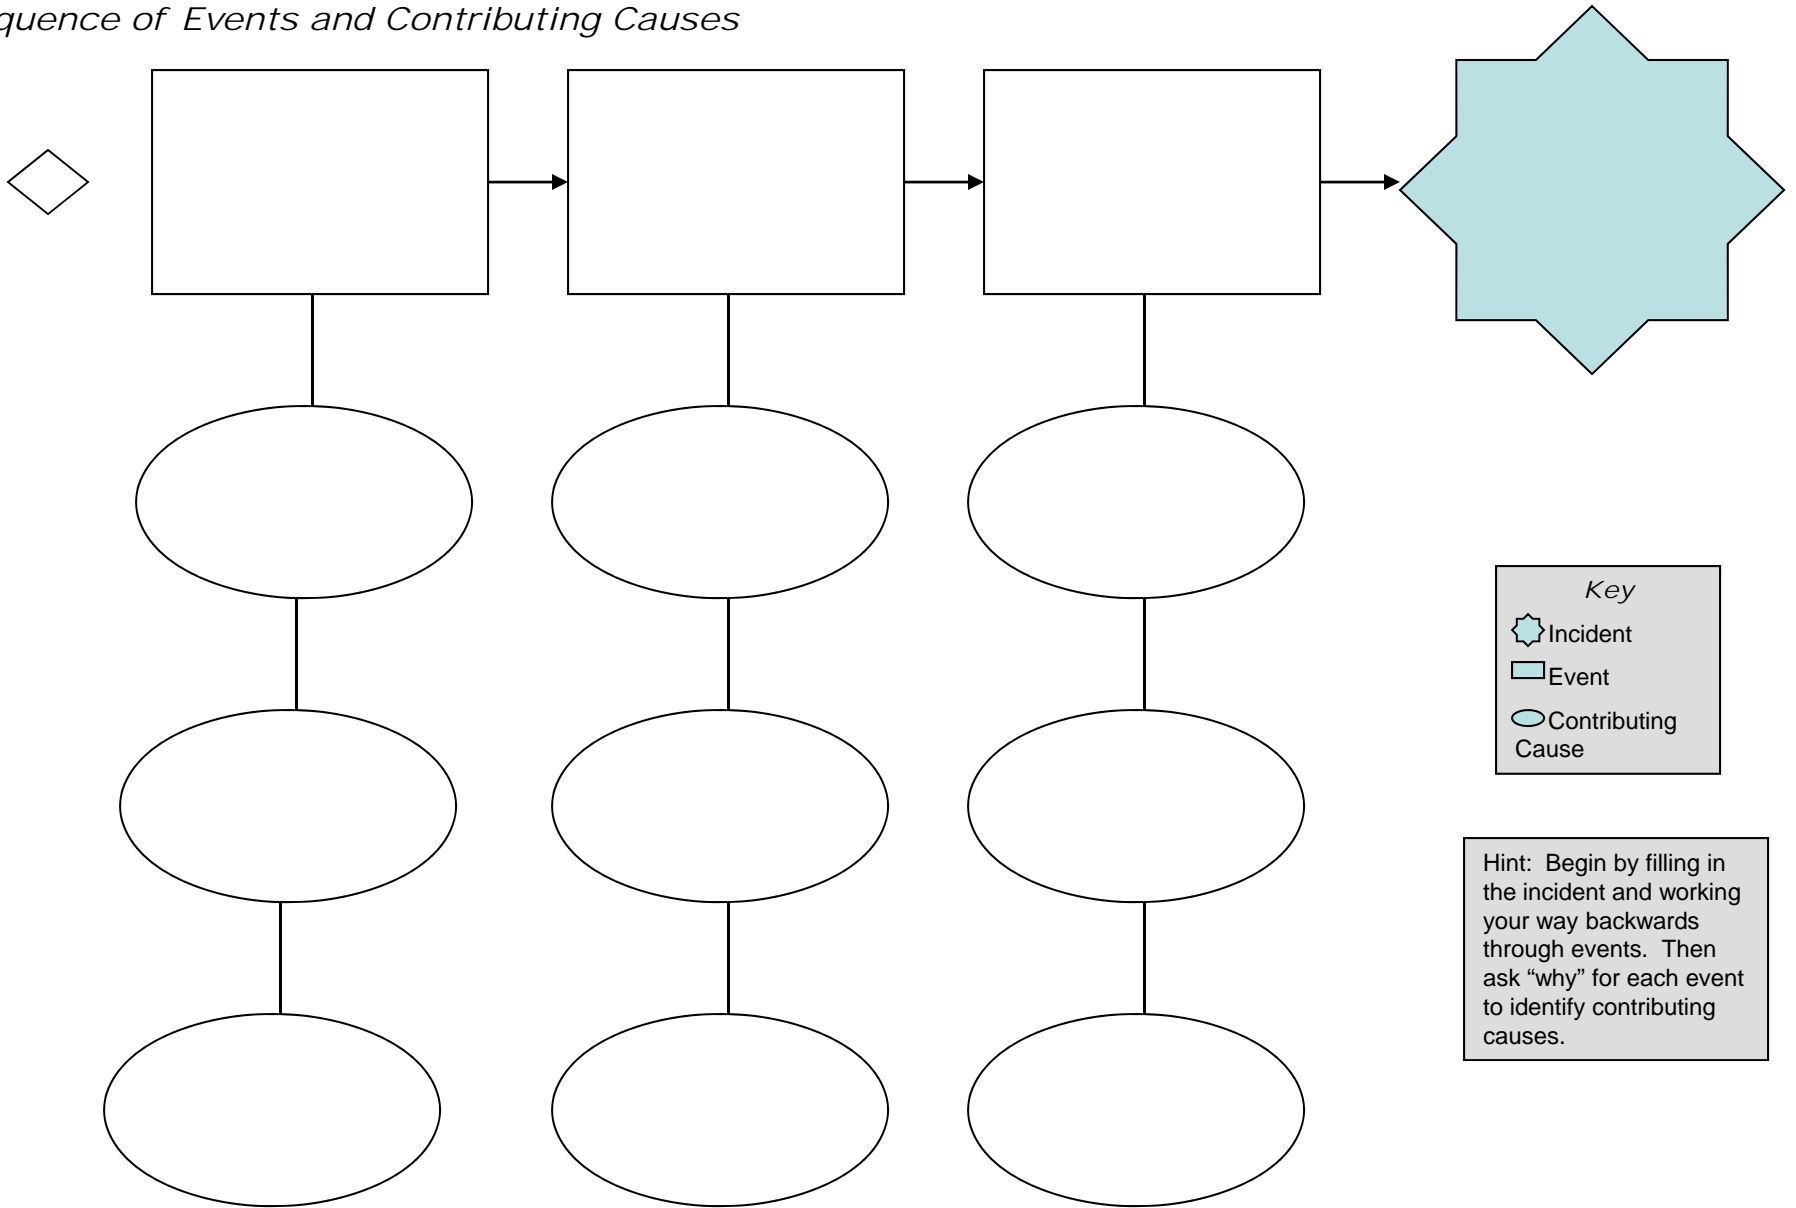 quence of Events and Contributing Causes
Key
Incident
Event
Contributing
Cause
Hint: Begin by filling in
the incident and working
your way backwards
through events. Then
ask “why” for each event
to identify contributing
causes.